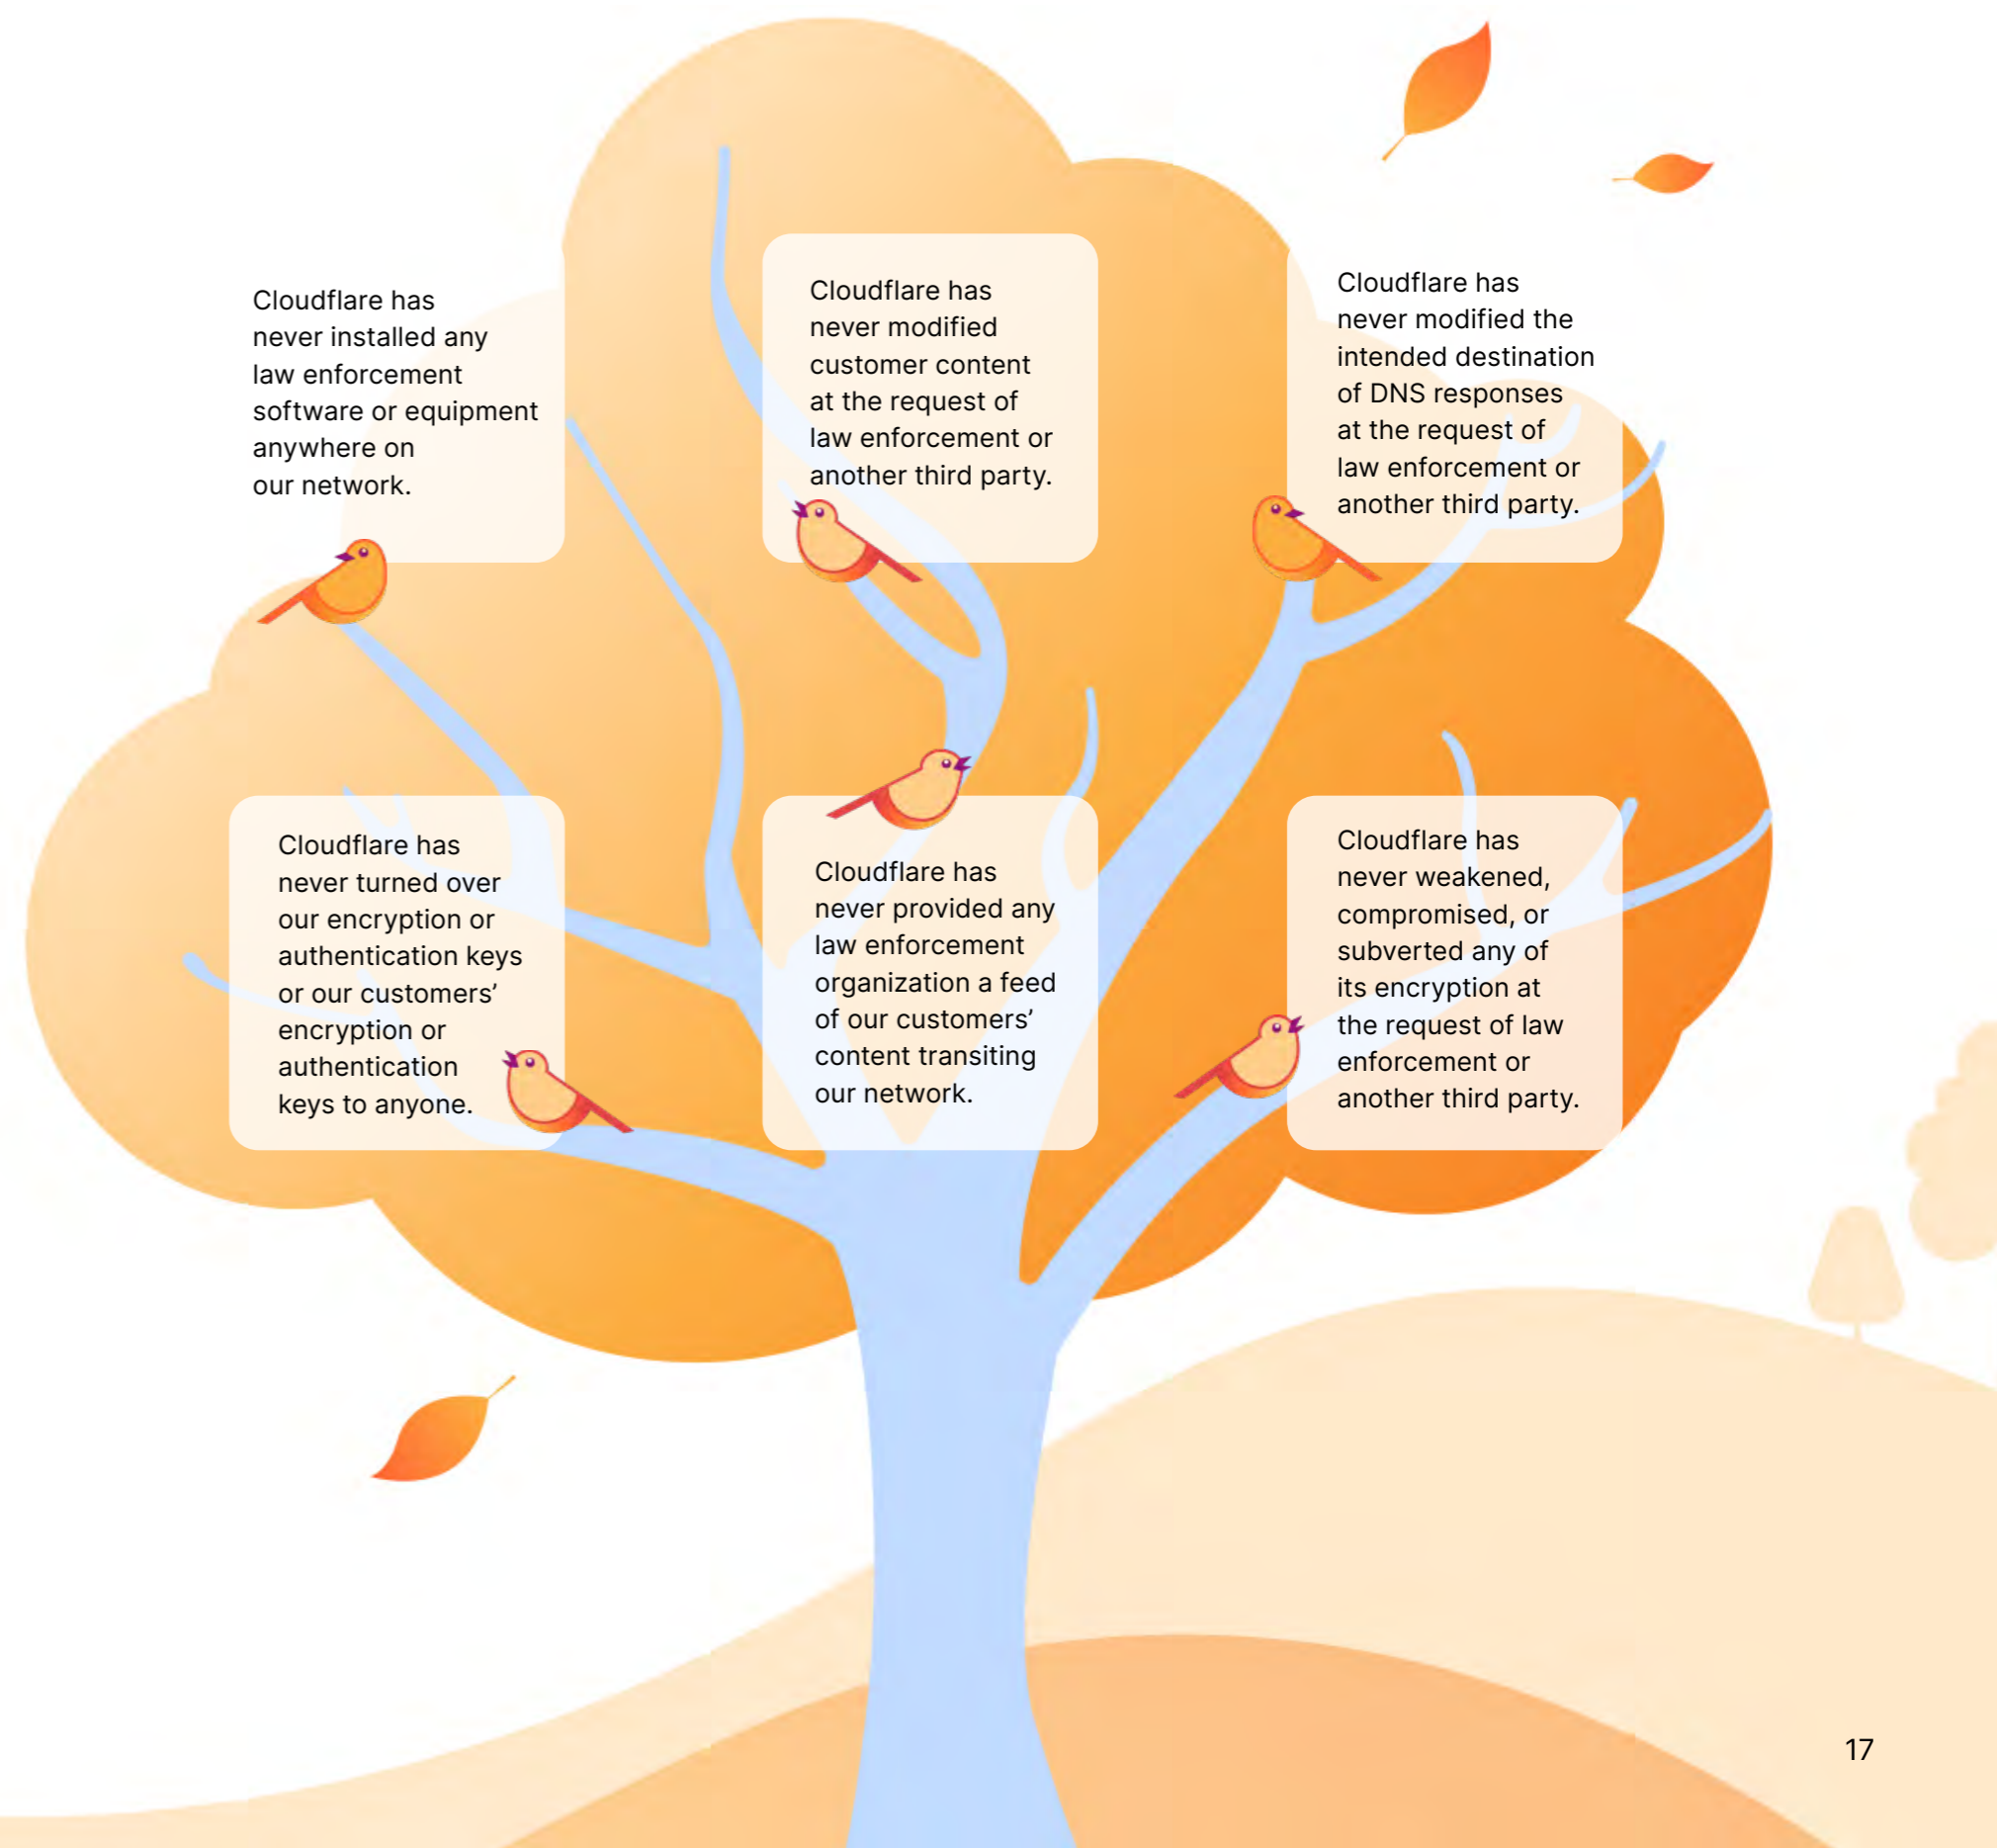 Cloudflare has
never installed any
law enforcement
software or equipment
anywhere on
our network.
Cloudflare has
never modified
customer content
at the request of
law enforcement or
another third party.
Cloudflare has
never modified the
intended destination
of DNS responses
at the request of
law enforcement or
another third party.
Cloudflare has
never turned over
our encryption or
authentication keys
or our customers’
encryption or
authentication
keys to anyone.
Cloudflare has
never provided any
law enforcement
organization a feed
of our customers’
content transiting
our network.
Cloudflare has
never weakened,
compromised, or
subverted any of
its encryption at
the request of law
enforcement or
another third party.
17